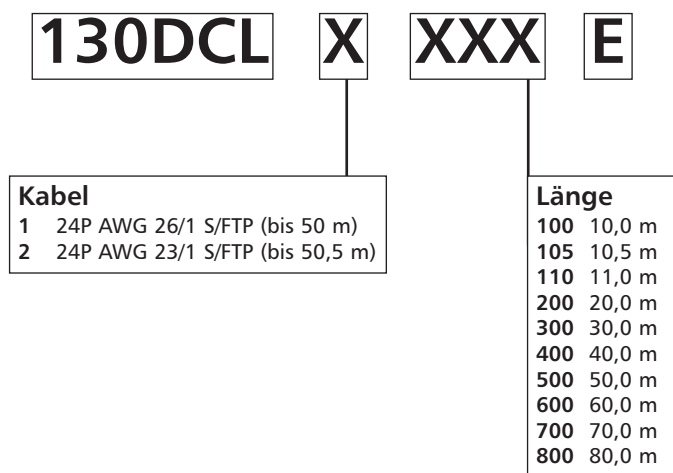 130DCL X XXX E
Kabel
1 24P AWG 26/1 S/FTP (bis 50 m)
2 24P AWG 23/1 S/FTP (bis 50,5 m)
Länge
100 10,0 m
105 10,5 m
110 11,0 m
200 20,0 m
300 30,0 m
400 40,0 m
500 50,0 m
600 60,0 m
700 70,0 m
800 80,0 m